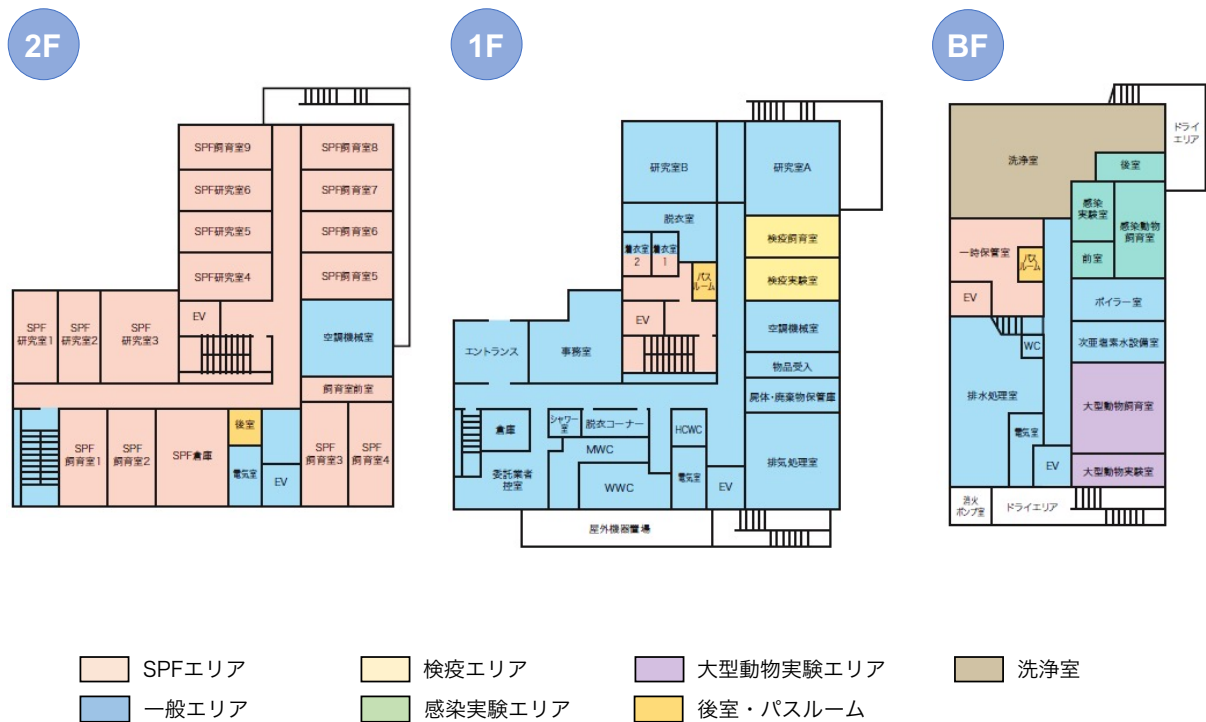 2F
SPF飼育室9
SPF飼育室8
SPF研究室6
SPF飼育室7
SPF研究室5
SPF飼育室6
SPF研究室4
SPF飼育室5
SPF
研究室1
SPF
研究室2
SPF
研究室3
EV
空調機械室
飼育室前室
SPF
飼育室1
SPF
飼育室2
SPF倉庫
後室
電気室
EV
SPF
飼育室3
SPF
飼育室4
1F
研究室B
研究室A
脱衣室
着衣室
2
着衣室
1
検疫飼育室
パス
ルーム
検疫実験室
EV
空調機械室
エントランス
事務室
物品受入
屍体・廃棄物保管庫
倉庫
シャワー
室
脱衣コーナー
HCWC
MWC
委託業者
控室
WWC
電気室
EV
排気処理室
屋外機器置場
BF
ドライ
エリア
洗浄室
後室
感染
実験室
感染動物
飼育室
一時保管室
パス
ルーム
前室
EV
ボイラー室
WC
次亜塩素水設備室
排水処理室
大型動物飼育室
電気室
EV
大型動物実験室
消火
ポンプ室
ドライエリア
SPFエリア
検疫エリア
大型動物実験エリア
洗浄室
一般エリア
感染実験エリア
後室・パスルーム